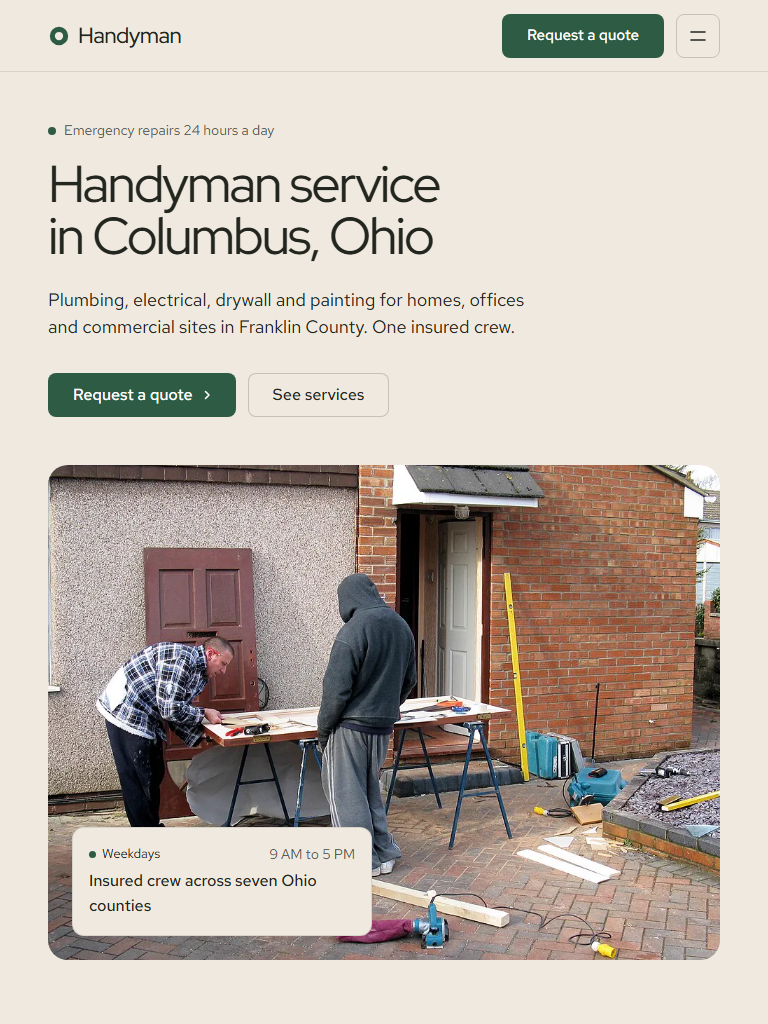 Handyman
Request a quote
Emergency repairs 24 hours a day
Handyman service
in Columbus, Ohio
Plumbing, electrical, drywall and painting for homes, offices
and commercial sites in Franklin County. One insured crew.
Request a quote
See services
Weekdays
9 AM to 5 PM
Insured crew across seven Ohio
counties